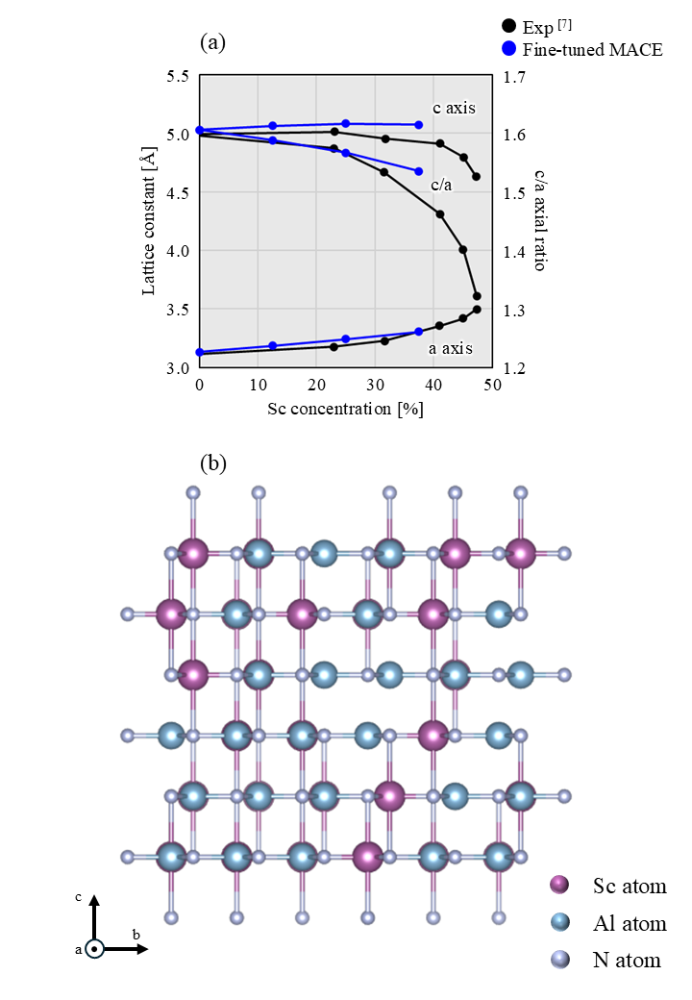 Exp [7]
Fine-tuned MACE
(a)
5.5
5.0
4.5
4.0
3.5
3.0
Lattice constant [Å]
1.7
1.6
1.5
1.4
1.3
1.2
c/a axial ratio
c axis
c/a
a axis
0 10 20 30 40 50
Sc concentration [%]
(b)
Sc atom
Al atom
N atom
c
b
a